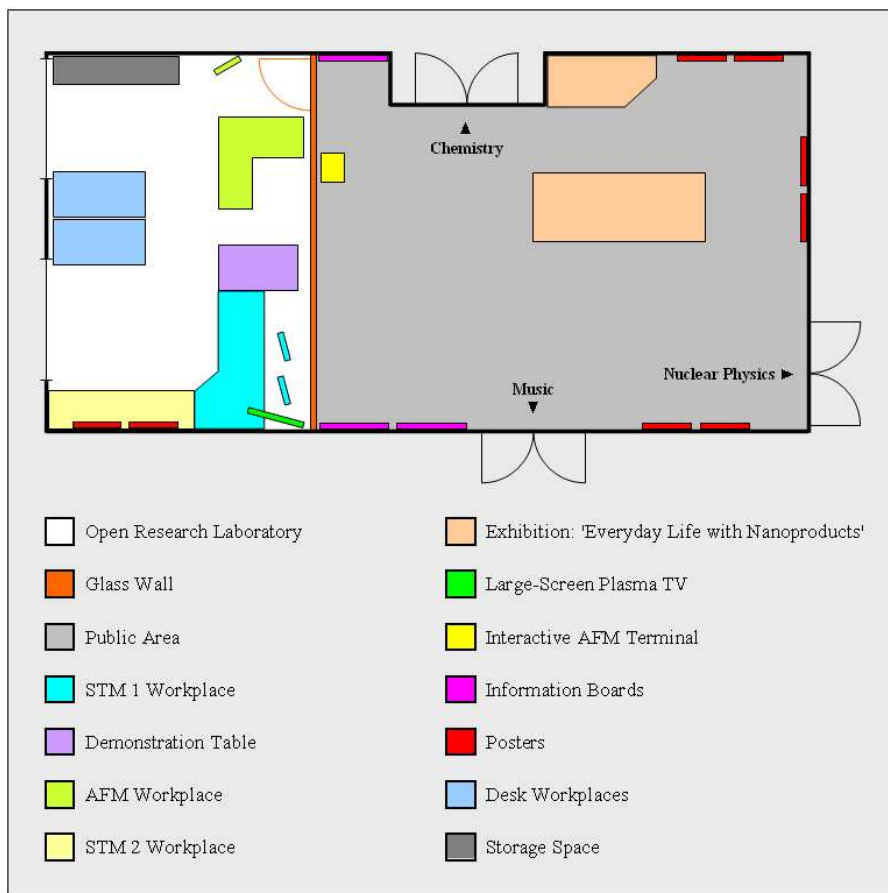 Chemistry
Nuclear Physics
Music
Open Research Laboratory
Exhibition: 'Everyday Life with Nanoproducts'
Glass Wall
Large-Screen Plasma TV
Public Area
Interactive AFM Terminal
STM 1 Workplace
Information Boards
Demonstration Table
Posters
AFM Workplace
Desk Workplaces
STM 2 Workplace
Storage Space